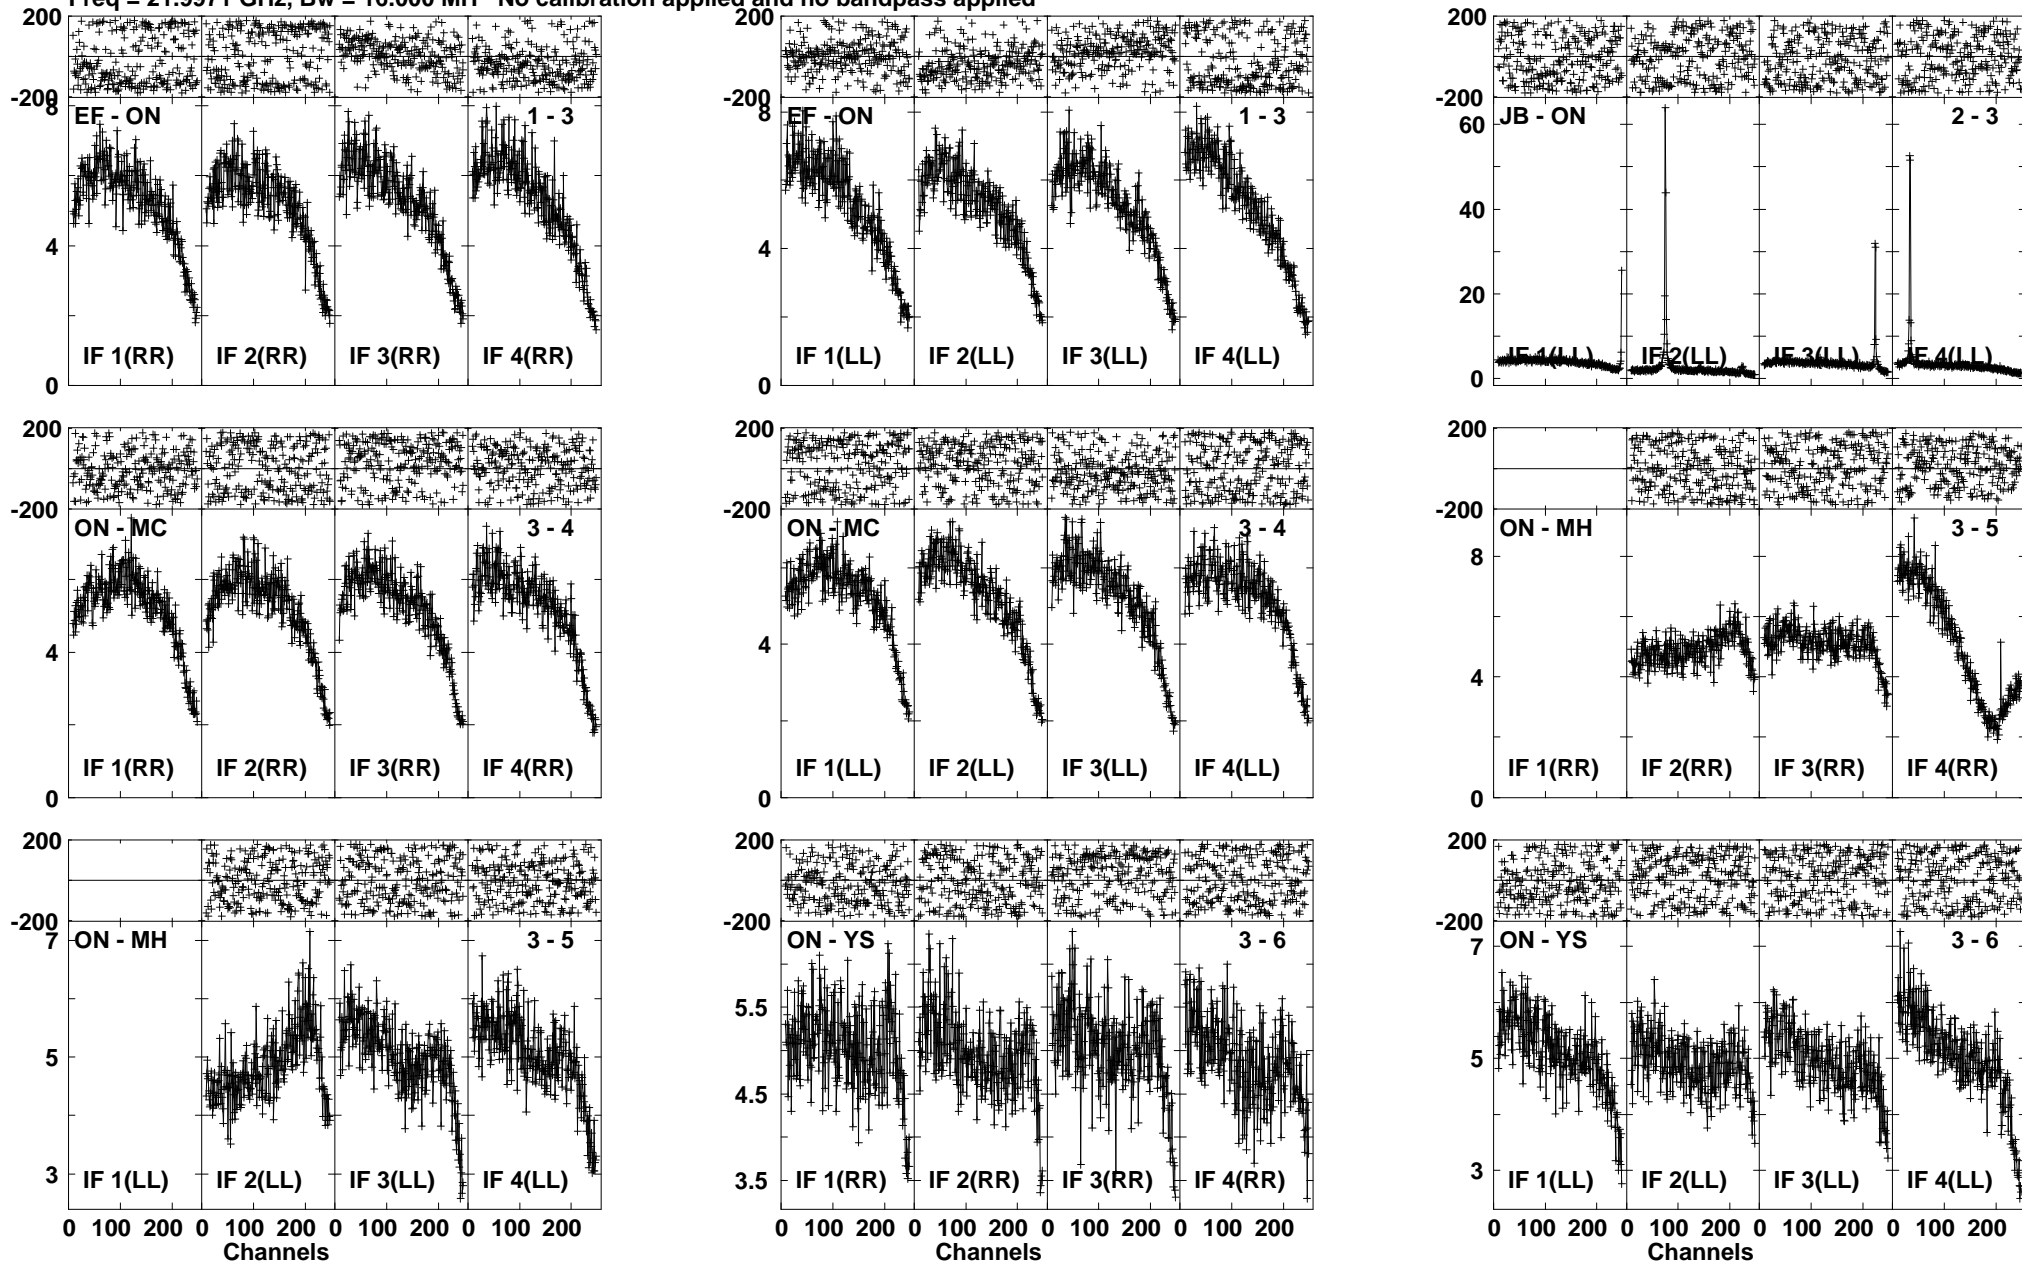 Freq = 21.9971 GHz, Bw = 16.000 MH No calibration applied and no bandpass applied
200 200 200
-200 -200 -200
8 EF - ON 1 - 3 8 EF - ON 1 - 3 60 JB - ON 2 - 3
40
4 4
20
IF 1(RR) IF 2(RR) IF 3(RR) IF 4(RR) IF 1(LL) IF 2(LL) IF 3(LL) IF 4(LL) IF 1(LL) IF 2(LL) IF 3(LL) IF 4(LL)
0 0 0
200 200 200
-200 -200 -200
ON - MC 3 - 4 ON - MC 3 - 4 ON - MH 3 - 5
8
6
4 4 4
IF 1(RR) IF 2(RR) IF 3(RR) IF 4(RR) IF 1(LL) IF 2(LL) IF 3(LL) IF 4(LL) IF 1(RR) IF 2(RR) IF 3(RR) IF 4(RR)
0 0 0
200 200 200
-200 -200 -200
7 ON - MH 3 - 5 ON - YS 3 - 6 7 ON - YS 3 - 6
5.5
5 5
4.5
3 IF 1(LL) IF 2(LL) IF 3(LL) IF 4(LL) 3.5 IF 1(RR) IF 2(RR) IF 3(RR) IF 4(RR) 3 IF 1(LL) IF 2(LL) IF 3(LL) IF 4(LL)
0 100 200 0 100 200 0 100 200 0 100 200 0 100 200 0 100 200 0 100 200 0 100 200 0 100 200 0 100 200 0 100 200 0 100 200
Channels Channels